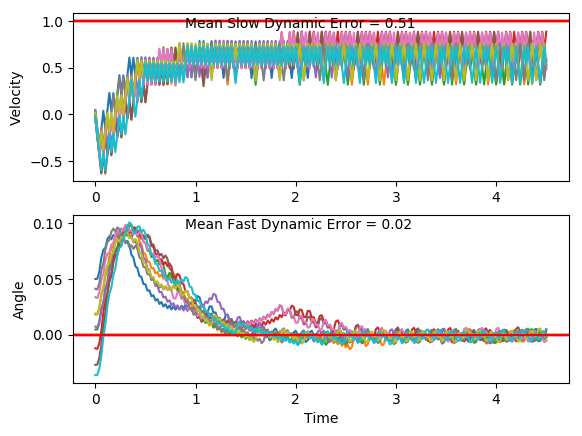 Mean Slow Dynamic Error = 0.51
1.0
0.5
0.0
−0.5
Velocity
0 1 2 3 4
Mean Fast Dynamic Error = 0.02
0.10
0.05
0.00
Angle
0 1 2 3 4
Time